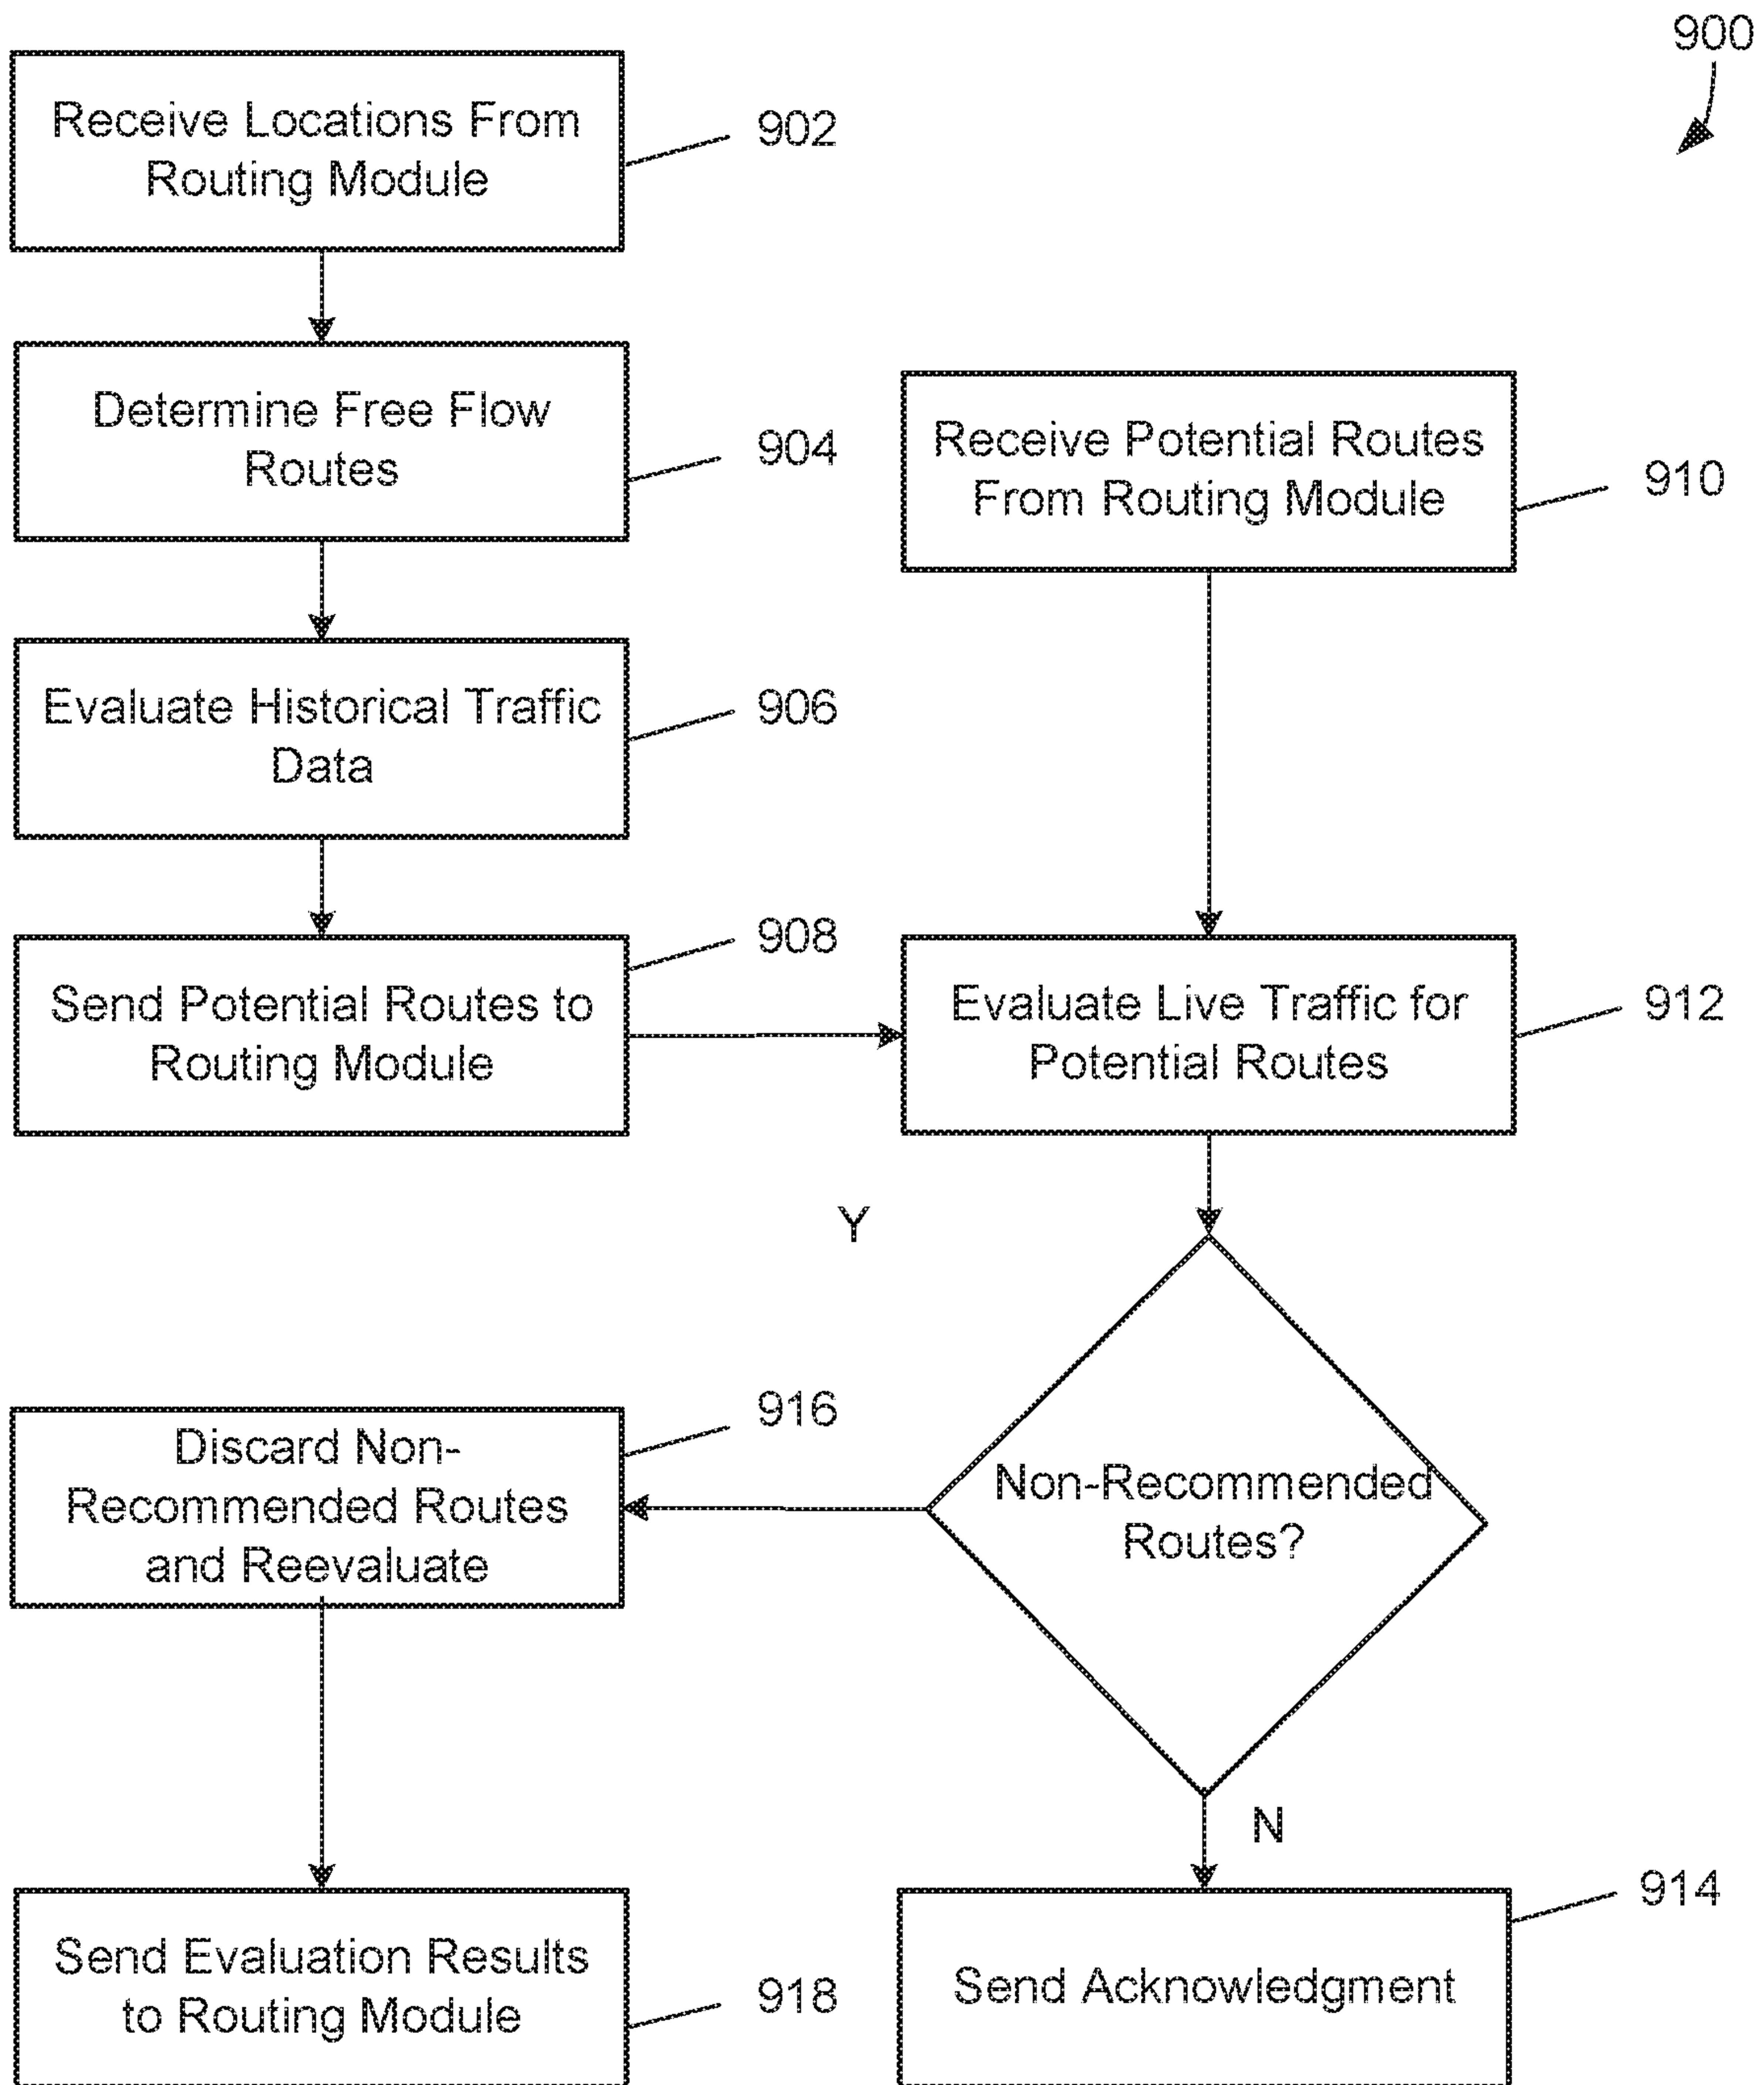 900
Receive Locations From
Routing Module
902
Determine Free Flow
Routes
904
Receive Potential Routes
From Routing Module
910
Evaluate Historical Traffic
Data
906
Send Potential Routes to
Routing Module
908
Evaluate Live Traffic for
Potential Routes
912
Y
Discard Non-
Recommended Routes
and Reevaluate
916
Non-Recommended
Routes?
N
Send Evaluation Results
to Routing Module
918
Send Acknowledgment
914